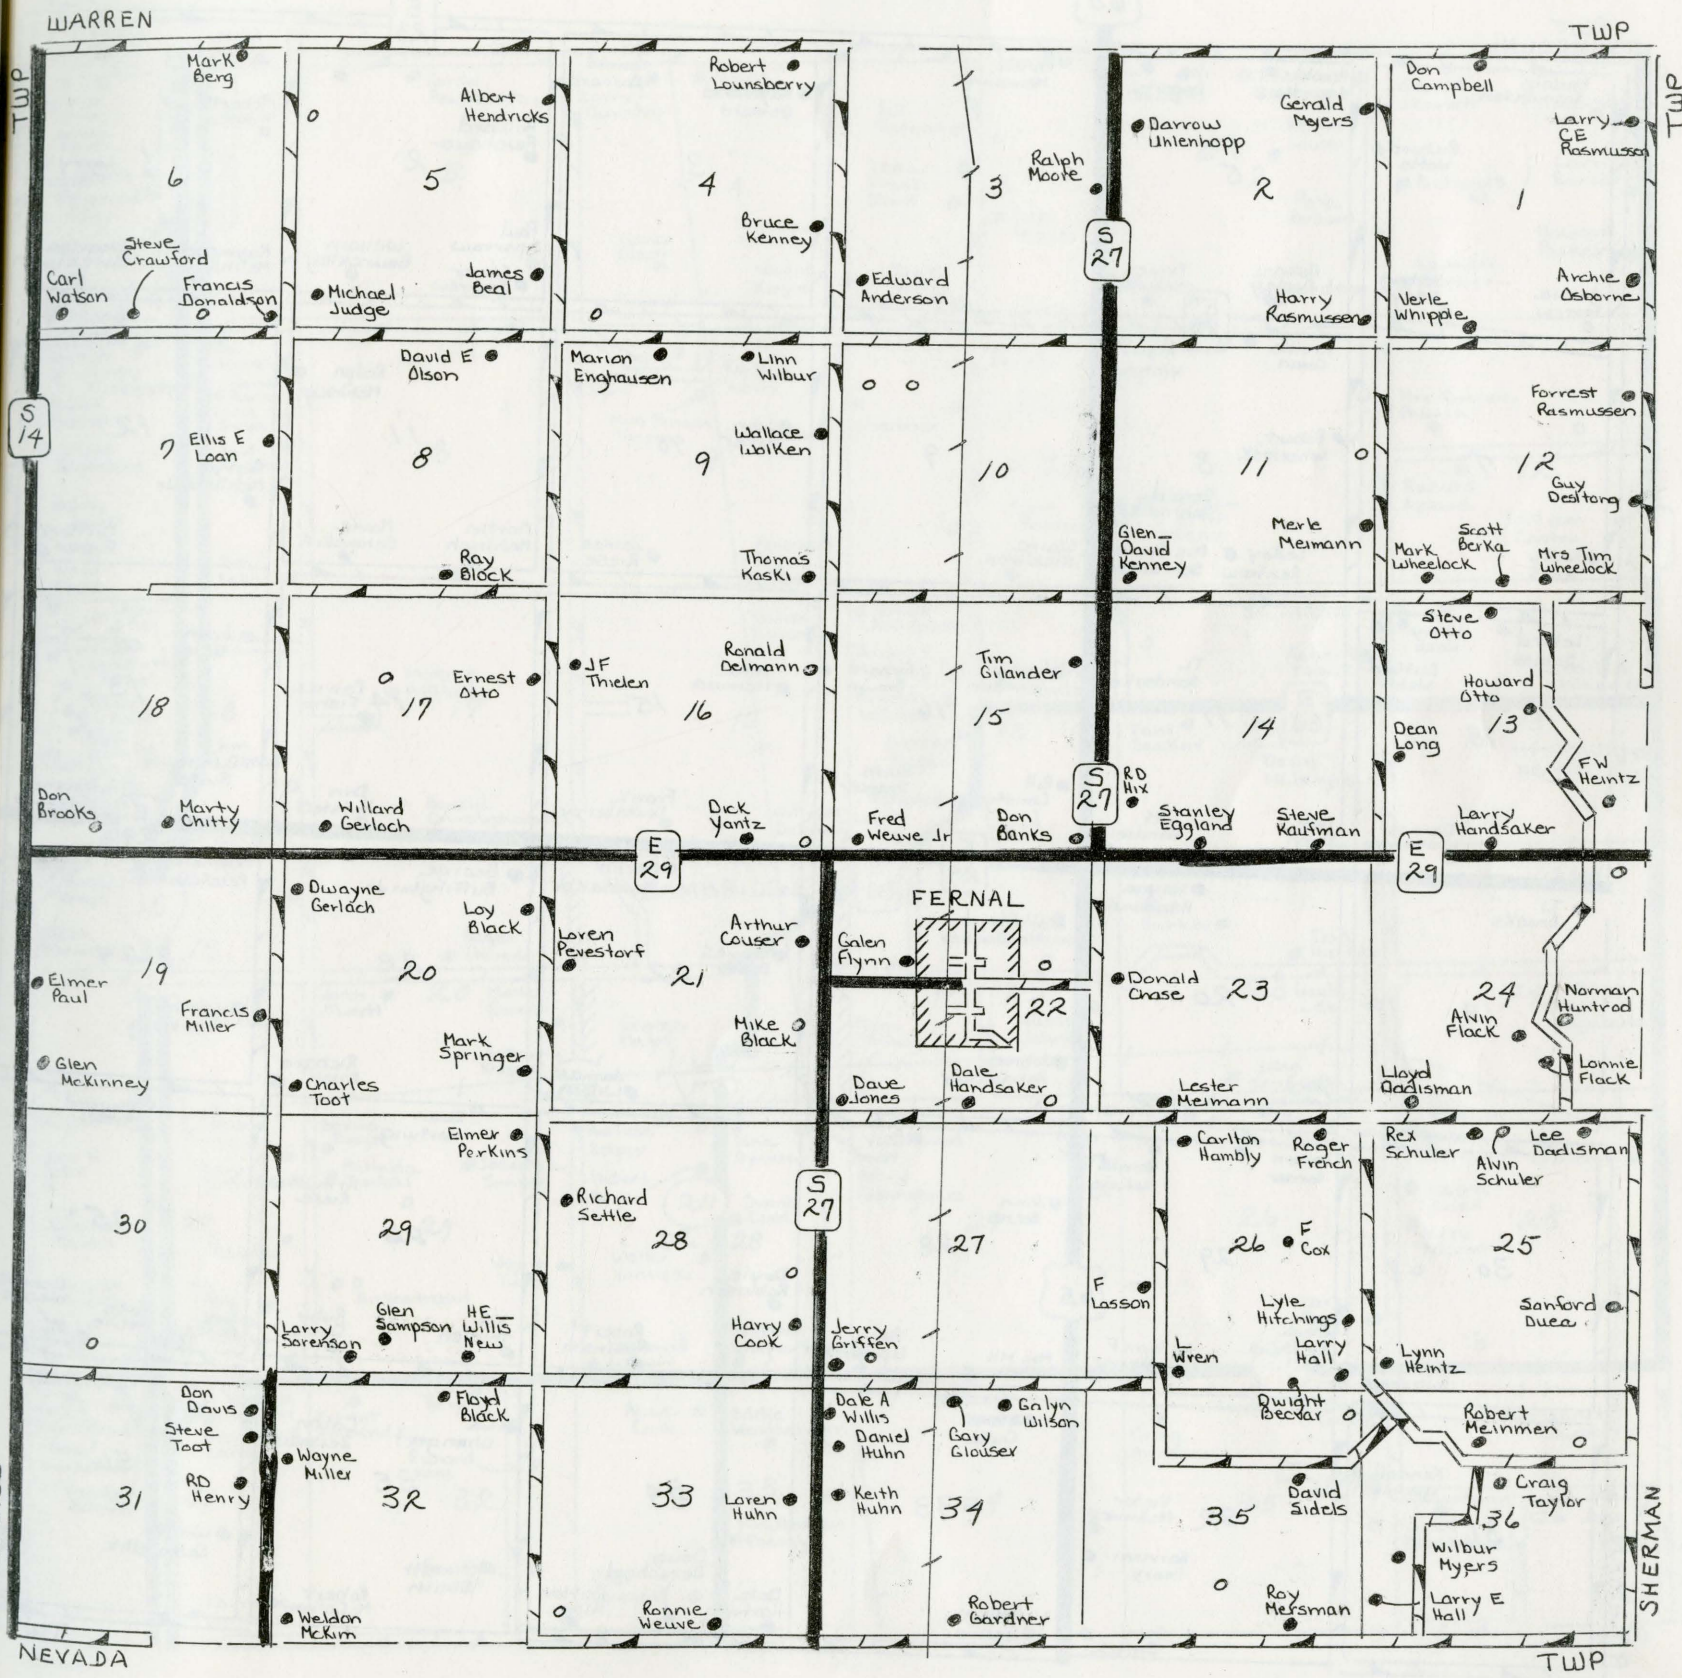 WARREN
TWP
TWP
TWP
Mark
Berg
6
Steve
Crawford
Carl
Watson
Francis
Donaldson
Albert
Hendricks
5
James
Beal
Michael
Judge
Robert
Lounsberry
4
Bruce
Kenney
3
Ralph
Moore
Edward
Anderson
S
27
Darrow
Uhlenhopp
Gerald
Myers
2
Harry
Rasmussen
Don
Campbell
Larry
CE
Rasmussen
1
Archie
Osborne
Verle
Whipple
S
14
7
Ellis E
Loan
David E
Olson
8
Ray
Block
Marion
Enghausen
Linn
Wilbur
Wallace
Wolken
9
Thomas
Koski
10
11
Glen
David
Kenney
Merle
Meimann
Forrest
Rasmussen
12
Guy
Mark
Wheelock
Scott
Berka
Mrs Tim
Wheelock
18
Don
Brooks
Marty
Chitty
Ernest
Otto
17
Willard
Gerloch
JF
Thielen
Ronald
Delmann
16
Dick
Yantz
Tim
Gilander
15
Fred
Weuve Jr
Don
Banks
S
27
RD
Hix
14
Stanley
Eggland
Steve
Kaufman
Steve
Otto
Howard
Otto
13
Dean
Long
FW
Heintz
Larry
Handsaker
E
29
E
29
Elmer
Paul
19
Francis
Miller
Glen
McKinney
Dwayne
Gerlach
Loy
Black
20
Mark
Springer
Charles
Toot
Loren
Pevestorf
Arthur
Couser
21
Mike
Black
FERNAL
Galen
Flynn
22
Dave
Jones
Dale
Handsaker
Donald
Chase
23
Lester
Meimann
24
Norman
Huntrod
Alvin
Flack
Lonnie
Flack
Lloyd
Dadisman
30
Elmer
Perkins
29
Larry
Sorenson
Glen
Sampson
HE
Willis
New
Richard
Settle
28
Harry
Cook
S
27
27
Jerry
Griffen
F
Lasson
Carlton
Hambly
Roger
French
26
F
Cox
Lyle
Hitchings
L
Wren
Larry
Hall
Dwight
Becvar
Rex
Schuler
Alvin
Schuler
Lee
Dadisman
25
Sanford
Duea
Lynn
Heintz
Don
Davis
Steve
Toot
RD
Henry
31
Floyd
Black
Wayne
Miller
32
Weldon
McKim
33
Loren
Huhn
Ronnie
Weuve
Dale A
Willis
Daniel
Huhn
Keith
Huhn
Gary
Glouser
Galyn
Wilson
34
Robert
Gardner
David
Sidels
35
Roy
Mersman
Robert
Meinmen
Craig
Taylor
36
Wilbur
Myers
Larry E
Hall
SHERMAN
NEVADA
TWP